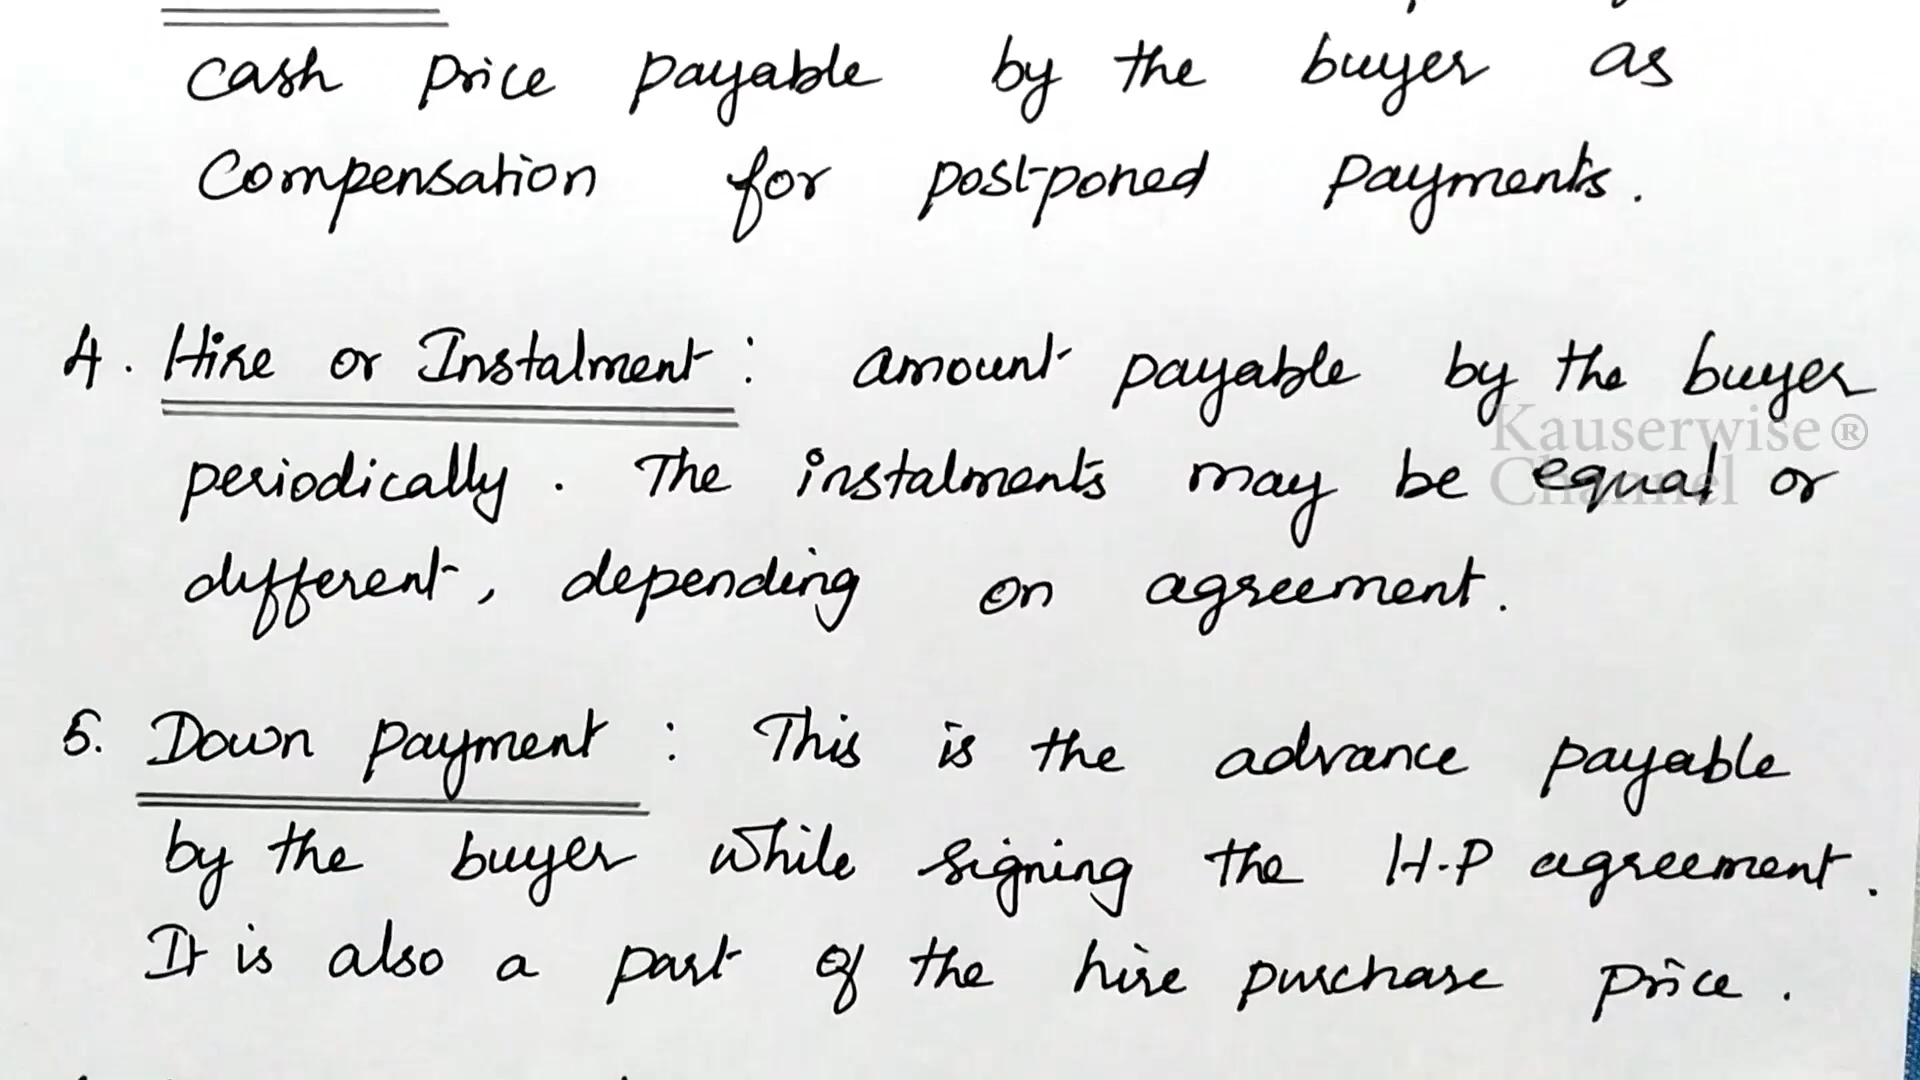 cash price payable by the buyer as
Compensation for postponed payments.
4. Hire or Instalment : amount payable by the buyer
Kauserwise®
periodically. The instalments may be equal or
Channel
different, depending on agreement.
5. Down payment : This is the advance payable
by the buyer while signing the H.P agreement.
It is also a part of the hire purchase price.